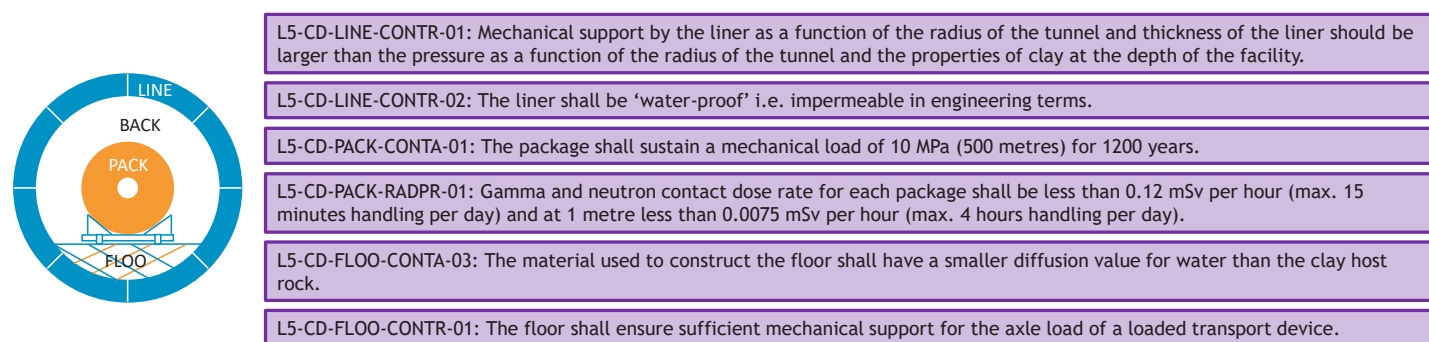 LINE
BACK
PACK
FLOO
L5-CD-LINE-CONTR-01: Mechanical support by the liner as a function of the radius of the tunnel and thickness of the liner should be
larger than the pressure as a function of the radius of the tunnel and the properties of clay at the depth of the facility.
L5-CD-LINE-CONTR-02: The liner shall be ‘water-proof’ i.e. impermeable in engineering terms.
L5-CD-PACK-CONTA-01: The package shall sustain a mechanical load of 10 MPa (500 metres) for 1200 years.
L5-CD-PACK-RADPR-01: Gamma and neutron contact dose rate for each package shall be less than 0.12 mSv per hour (max. 15
minutes handling per day) and at 1 metre less than 0.0075 mSv per hour (max. 4 hours handling per day).
L5-CD-FLOO-CONTA-03: The material used to construct the floor shall have a smaller diffusion value for water than the clay host
rock.
L5-CD-FLOO-CONTR-01: The floor shall ensure sufficient mechanical support for the axle load of a loaded transport device.